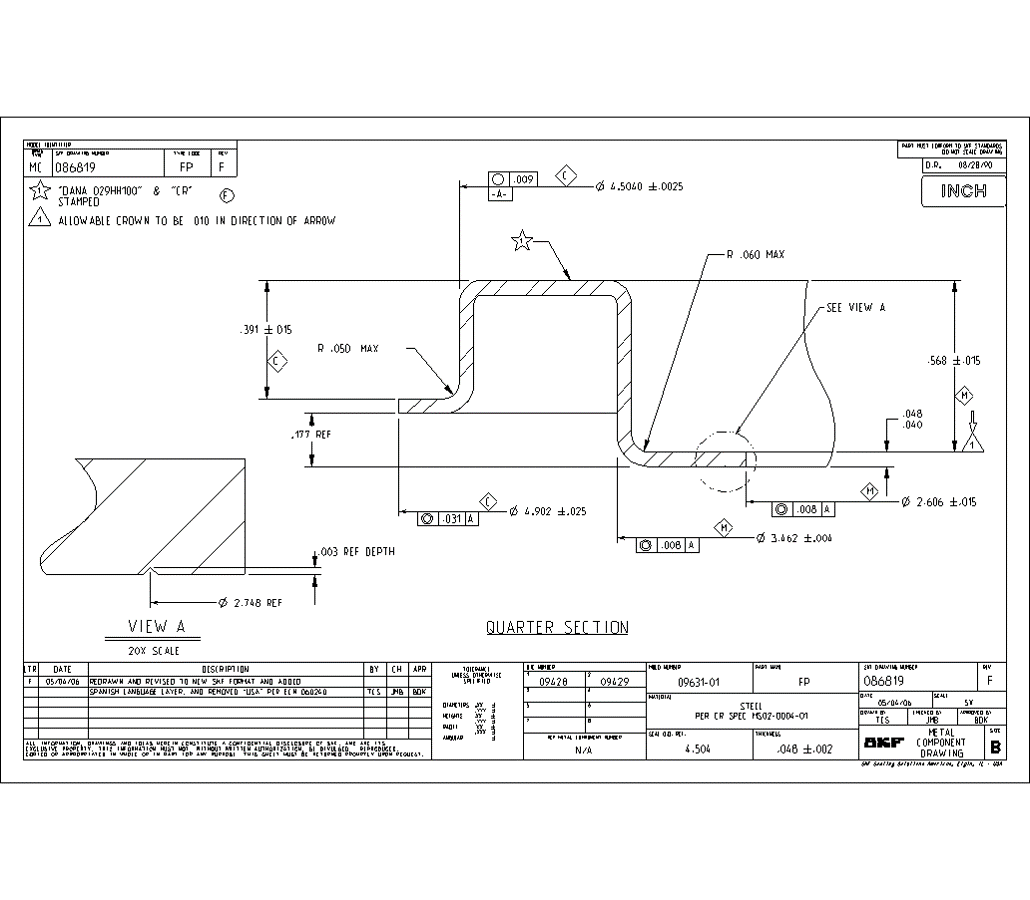 MODEL IDENTIFIER
SKF DRAWING NUMBER TYPE CODE REV
MC 086819 FP F
PART MUST CONFORM TO SKF STANDARDS
DO NOT SCALE DRAWING
D.R. 08/28/90
INCH
1 "DANA 029HH100" & "CR"
STAMPED
F
1 ALLOWABLE CROWN TO BE .010 IN DIRECTION OF ARROW
.009
-A-
C
Ø 4.5040 ±.0025
1
R .060 MAX
SEE VIEW A
.391 ±.015
C
R .050 MAX
.568 ±.015
M
1
.048
.040
.177 REF
C
.031 A
Ø 4.902 ±.025
M
.008 A
Ø 2.606 ±.015
M
.008 A
Ø 3.462 ±.004
.003 REF DEPTH
Ø 2.748 REF
VIEW A
20X SCALE
QUARTER SECTION
LTR DATE DESCRIPTION BY CH APR
F 05/04/06 REDRAWN AND REVISED TO NEW SKF FORMAT AND ADDED
SPANISH LANGUAGE LAYER, AND REMOVED "USA" PER ECN 060240 TCS JMB BDK
TOLERANCE
UNLESS OTHERWISE
SPECIFIED
DIAMETERS .XX ±
.XXX ±
HEIGHTS .XX ±
.XXX ±
RADII .XX ±
.XXX ±
ANGULAR ±
DIE NUMBER
1 09428 2 09429
3 4
5 6
7 8
REF METAL COMPONENT NUMBER
N/A
MOLD NUMBER
09631-01
PART NAME
FP
MATERIAL
STEEL
PER CR SPEC MS02-0004-01
SEAL O.D. REF.
4.504
THICKNESS
.048 ±.002
SKF DRAWING NUMBER REV
086819 F
DATE SCALE
05/04/06 5X
DRAWN BY CHECKED BY APPROVED BY
TCS JMB BDK
SKF
METAL
COMPONENT
DRAWING
SIZE
B
ALL INFORMATION, DRAWINGS AND IDEAS HEREIN CONSTITUTE A CONFIDENTIAL DISCLOSURE OF SKF, AND ARE ITS
EXCLUSIVE PROPERTY. THIS INFORMATION MUST NOT, WITHOUT WRITTEN AUTHORIZATION, BE DIVULGED, REPRODUCED,
COPIED OR APPROPRIATED IN WHOLE OR IN PART FOR ANY PURPOSE. THIS SHEET MUST BE RETURNED PROMPTLY UPON REQUEST.
SKF Sealing Solutions Americas, Elgin, IL - USA